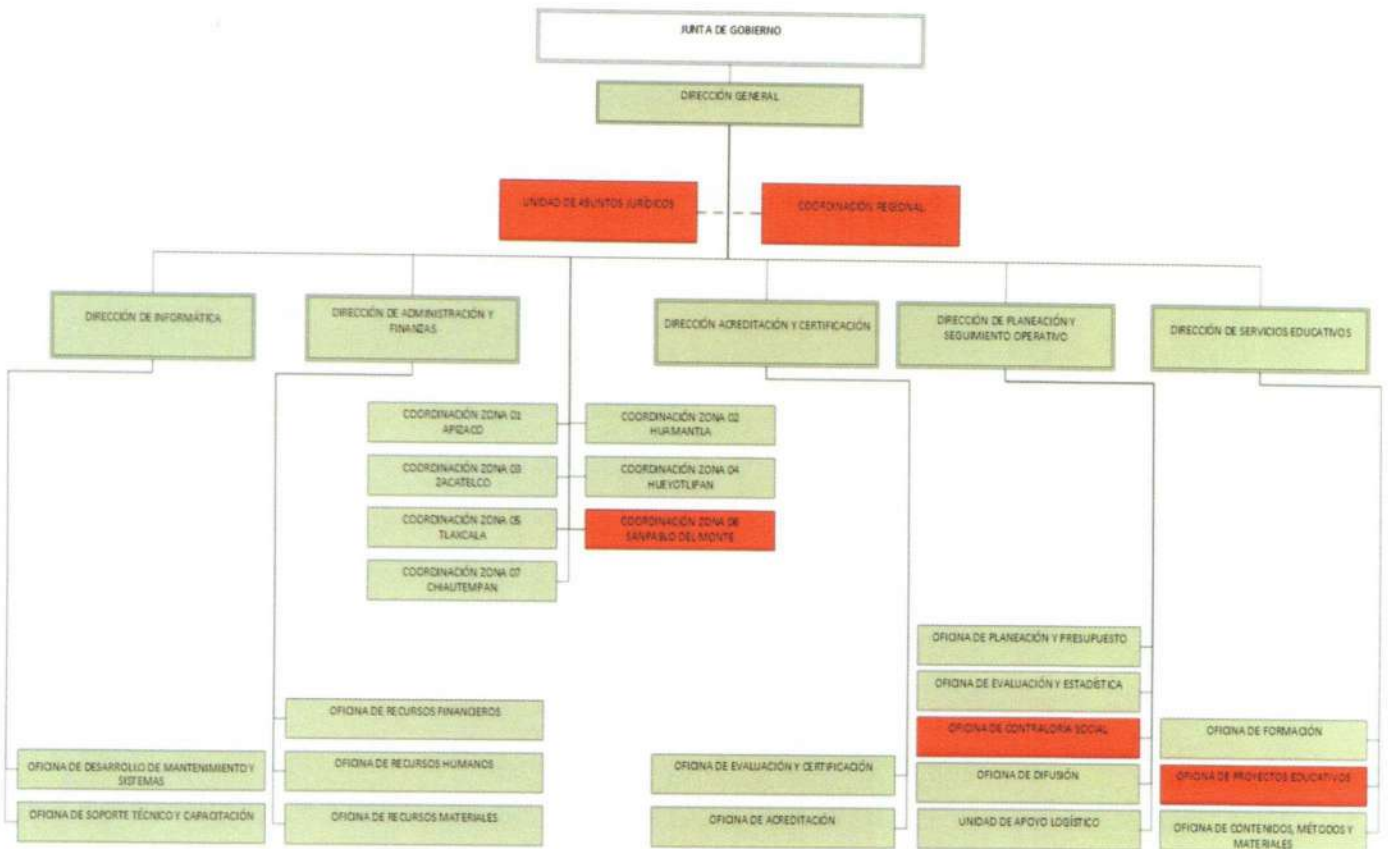 JUNTA DE GOBIERNO
DIRECCIÓN GENERAL
UNIDAD DE ASUNTOS JURÍDICOS
COORDINACIÓN REGIONAL
DIRECCIÓN DE INFORMÁTICA
DIRECCIÓN DE ADMINISTRACIÓN Y
FINANZAS
DIRECCIÓN ACREDITACIÓN Y CERTIFICACIÓN
DIRECCIÓN DE PLANEACIÓN Y
SEGUIMIENTO OPERATIVO
DIRECCIÓN DE SERVICIOS EDUCATIVOS
COORDINACIÓN ZONA 01
APIZACO
COORDINACIÓN ZONA 02
HUAMANTLA
COORDINACIÓN ZONA 03
ZACATELCO
COORDINACIÓN ZONA 04
HUEYOTLIPAN
COORDINACIÓN ZONA 05
TLAXCALA
COORDINACIÓN ZONA 06
SANPABLO DEL MONTE
COORDINACIÓN ZONA 07
CHIAUTEMPAN
OFICINA DE DESARROLLO DE MANTENIMIENTO Y
SISTEMAS
OFICINA DE SOPORTE TÉCNICO Y CAPACITACIÓN
OFICINA DE RECURSOS FINANCIEROS
OFICINA DE RECURSOS HUMANOS
OFICINA DE RECURSOS MATERIALES
OFICINA DE EVALUACIÓN Y CERTIFICACIÓN
OFICINA DE ACREDITACIÓN
OFICINA DE PLANEACIÓN Y PRESUPUESTO
OFICINA DE EVALUACIÓN Y ESTADÍSTICA
OFICINA DE CONTRALORÍA SOCIAL
OFICINA DE DIFUSIÓN
UNIDAD DE APOYO LOGÍSTICO
OFICINA DE FORMACIÓN
OFICINA DE PROYECTOS EDUCATIVOS
OFICINA DE CONTENIDOS, MÉTODOS Y
MATERIALES